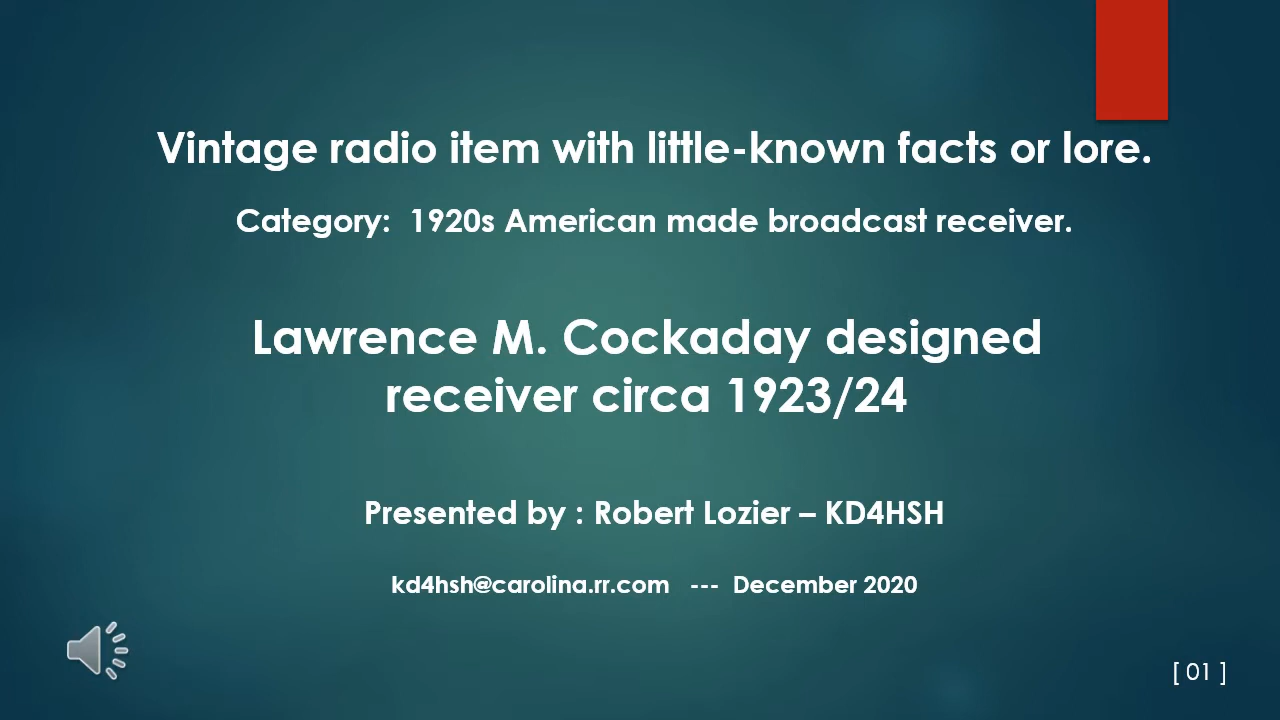 Vintage radio item with little-known facts or lore.
Category:  1920s American made broadcast receiver.
Lawrence M. Cockaday designed
receiver circa 1923/24
Presented by : Robert Lozier – KD4HSH
kd4hsh@carolina.rr.com   ---  December 2020
[ 01 ]